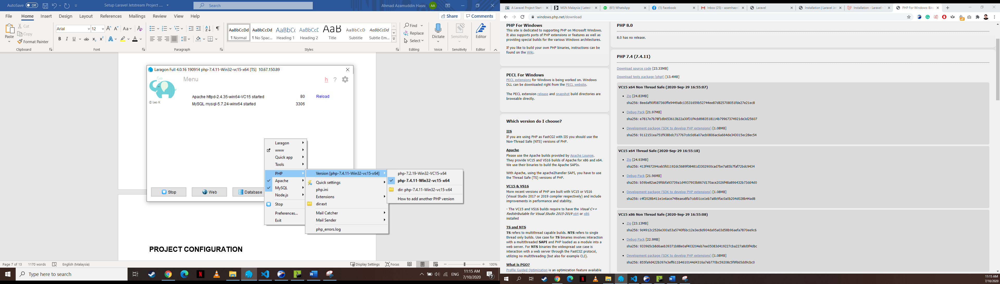 AutoSave Off
Setup Laravel Jetstream Project ....
Search
Ahmad Azamuddin Hasni AA
File Home Insert Design Layout References Mailings Review View Help
Share Comments
Paste
Cut
Copy
Format Painter
Clipboard
Arial 12
Font
Paragraph
AaBbCcDd AaBbCcDd AaBbCc AaBbCcD AaB AaBbCcD AaBbCcDd
¶ Normal ¶ No Spac... Heading 1 Heading 2 Title Subtitle Subtle Em...
Styles
Find
Replace
Select
Editing
Dictate
Voice
Sensitivity
Sensitivity
Editor
Editor
Laragon Full 4.0.16 190914 php-7.4.11-Win32-vc15-x64 [TS] 10.67.150.89
Menu
h ?
© Leo K
Apache httpd-2.4.35-win64-VC15 started 80 Reload
MySQL mysql-5.7.24-winx64 started 3306
Stop Web Database
Laragon
www
Quick app
Tools
PHP
Apache
MySQL
Node.js
Stop
Preferences...
Exit
Version [php-7.4.11-Win32-vc15-x64]
Quick settings
php.ini
Extensions
dir:ext
Mail Catcher
Mail Sender
php_errors.log
php-7.2.19-Win32-VC15-x64
php-7.4.11-Win32-vc15-x64
dir: php-7.4.11-Win32-vc15-x64
How to add another PHP version
PROJECT CONFIGURATION
Page 7 of 13 1170 words English (Malaysia)
Display Settings Focus 100%
Type here to search
ENG
11:15 AM
7/10/2020
7
A Laravel Project Start
MSN Malaysia | Latest
(61) WhatsApp
(1) Facebook
Inbox (25) - azamhasni
Laravel
Installation | Laravel Jet
Installation - Laravel -
PHP For Windows: Bin
windows.php.net/download
PHP For Windows
This site is dedicated to supporting PHP on Microsoft Windows.
It also supports ports of PHP extensions or features as well as
providing special builds for the various Windows architectures.
If you like to build your own PHP binaries, instructions can be
found on the Wiki.
PECL For Windows
PECL extensions for Windows is being worked on. Windows
DLL can be downloaded right from the PECL website.
The PECL extension release and snapshot build directories are
browsable directly.
Which version do I choose?
IIS
If you are using PHP as FastCGI with IIS you should use the
Non-Thread Safe (NTS) versions of PHP.
Apache
Please use the Apache builds provided by Apache Lounge.
They provide VC15 and VS16 builds of Apache for x86 and x64.
We use their binaries to build the Apache SAPIs.
With Apache, using the apache2handler SAPI, you have to use
the Thread Safe (TS) versions of PHP.
VC15 & VS16
More recent versions of PHP are built with VC15 or VS16
(Visual Studio 2017 or 2019 compiler respectively) and include
improvements in performance and stability.
- The VC15 and VS16 builds require to have the Visual C++
Redistributable for Visual Studio 2015-2019 x64 or x86
installed
TS and NTS
TS refers to multithread capable builds. NTS refers to single
thread only builds. Use case for TS binaries involves interaction
with a multithreaded SAPI and PHP loaded as a module into a
web server. For NTS binaries the widespread use case is
interaction with a web server through the FastCGI protocol,
utilizing no multithreading (but also for example CLI).
What is PGO?
Profile Guided Optimization is an optimization feature available
PHP 8.0
8.0 has no release.
PHP 7.4 (7.4.11)
Download source code [23.33MB]
Download tests package (phpt) [13.4MB]
VC15 x64 Non Thread Safe (2020-Sep-29 16:55:07)
Zip [24.83MB]
sha256: 8eedaf90f087360ffe9449a8c13531659b52744ee87d825708051fde27e21ec8
Debug Pack [21.97MB]
sha256: e7817e7b78f1db653613b22a30f31f4cb8983518114b79967374921de3d25607
Development package (SDK to develop PHP extensions) [1.08MB]
sha256: 9112151ea751f938bdc717767cdc0d6a07acb0806ac6a664de343015ec28ec54
VC15 x64 Thread Safe (2020-Sep-29 16:55:18)
Zip [24.93MB]
sha256: 413f497294ceb5fd1192dc5689f08481d3302900cad7be7a85b7faf72bdc9434
Debug Pack [21.96MB]
sha256: b59be82ae29f6bfa93739a1d4937903b867d170ace2026f48a896432b73dd4d0
Development package (SDK to develop PHP extensions) [1.08MB]
sha256: c4f2028b411e1e6ace748eaea8fa7cdd01ce1eb7a8b9fac0a0b204d028b44ad8
VC15 x86 Non Thread Safe (2020-Sep-29 16:55:08)
Zip [23.13MB]
sha256: 9d4912c2526e300a53a5740f6bc12e3ec8d904da95a03d58b96aefa7870ee9c6
Debug Pack [22.9MB]
sha256: 933965cb8d6aeb39371b88e0af403204eb7ee05083d419227cba227a8d0f4dbc
Development package (SDK to develop PHP extensions) [1.08MB]
sha256: 855fa9d422b397e3eff611b4610144d4316a7eb770bc59208c5f9f665dd9cbc0
11:15 AM
7/10/2020